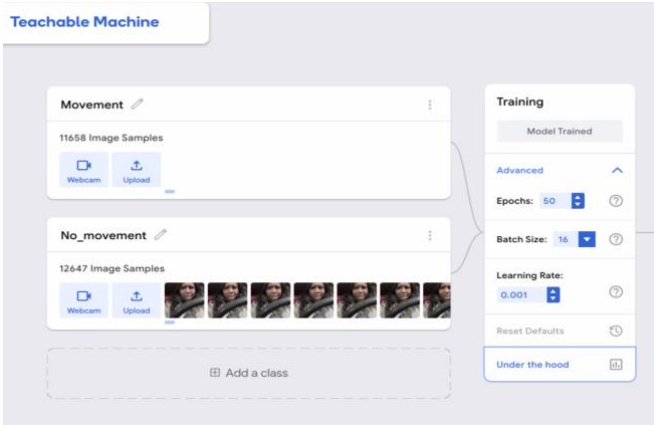 Teachable Machine
Movement
11658 Image Samples
Webcam
Upload
No_movement
12647 Image Samples
Webcam
Upload
Add a class
Training
Model Trained
Advanced
Epochs: 50
Batch Size: 16
Learning Rate:
0.001
Reset Defaults
Under the hood